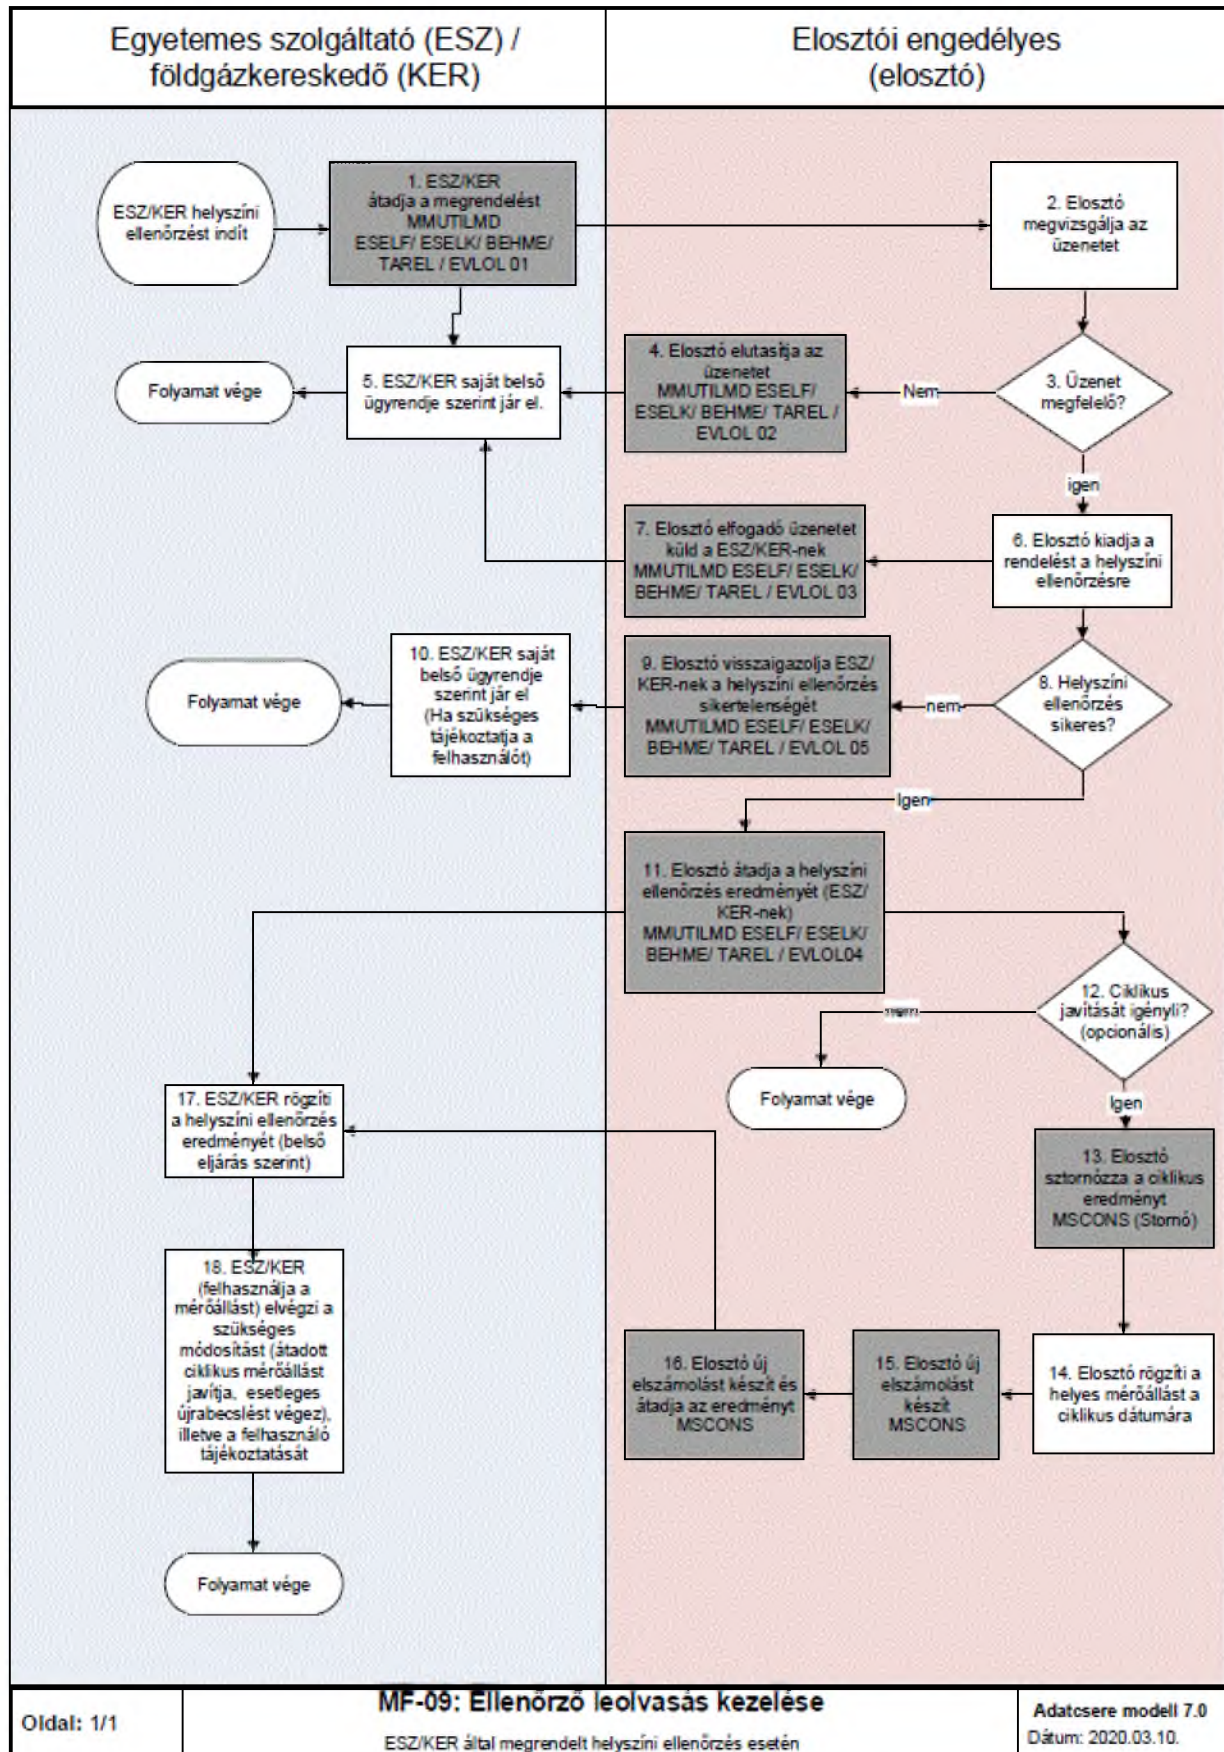 Egyetemes szolgáltató (ESZ) /
földgázkereskedő (KER)
Elosztói engedélyes
(elosztó)
ESZ/KER helyszíni
ellenőrzést indít
1. ESZ/KER
átadja a megrendelést
MMUTILMD
ESELF/ ESELK/ BEHME/
TAREL / EVLOL 01
2. Elosztó
megvizsgálja az
üzenetet
3. Üzenet
megfelelő?
Nem
4. Elosztó elutasítja az
üzenetet
MMUTILMD ESELF/
ESELK/ BEHME/ TAREL /
EVLOL 02
5. ESZ/KER saját belső
ügyrendje szerint jár el.
Folyamat vége
igen
6. Elosztó kiadja a
rendelést a helyszíni
ellenőrzésre
7. Elosztó elfogadó üzenetet
küld a ESZ/KER-nek
MMUTILMD ESELF/ ESELK/
BEHME/ TAREL / EVLOL 03
8. Helyszíni
ellenőrzés
sikeres?
nem
9. Elosztó visszaigazolja ESZ/
KER-nek a helyszíni ellenőrzés
sikertelenségét
MMUTILMD ESELF/ ESELK/
BEHME/ TAREL / EVLOL 05
10. ESZ/KER saját
belső ügyrendje
szerint jár el
(Ha szükséges
tájékoztatja a
felhasználót)
Folyamat vége
Igen
11. Elosztó átadja a helyszíni
ellenőrzés eredményét (ESZ/
KER-nek)
MMUTILMD ESELF/ ESELK/
BEHME/ TAREL / EVLOL04
12. Ciklikus
javítását igényli?
(opcionális)
nem
Folyamat vége
Igen
13. Elosztó
sztornózza a ciklikus
eredményt
MSCONS (Stornó)
14. Elosztó rögzíti a
helyes mérőállást a
ciklikus dátumára
15. Elosztó új
elszámolást
készít
MSCONS
16. Elosztó új
elszámolást készít és
átadja az eredményt
MSCONS
17. ESZ/KER rögzíti
a helyszíni ellenőrzés
eredményét (belső
eljárás szerint)
18. ESZ/KER
(felhasználja a
mérőállást) elvégzi a
szükséges
módosítást (átadott
ciklikus mérőállást
javítja, esetleges
újrabecslést végez),
illetve a felhasználó
tájékoztatását
Folyamat vége
Oldal: 1/1
MF-09: Ellenőrző leolvasás kezelése
ESZ/KER által megrendelt helyszíni ellenőrzés esetén
Adatcsere modell 7.0
Dátum: 2020.03.10.